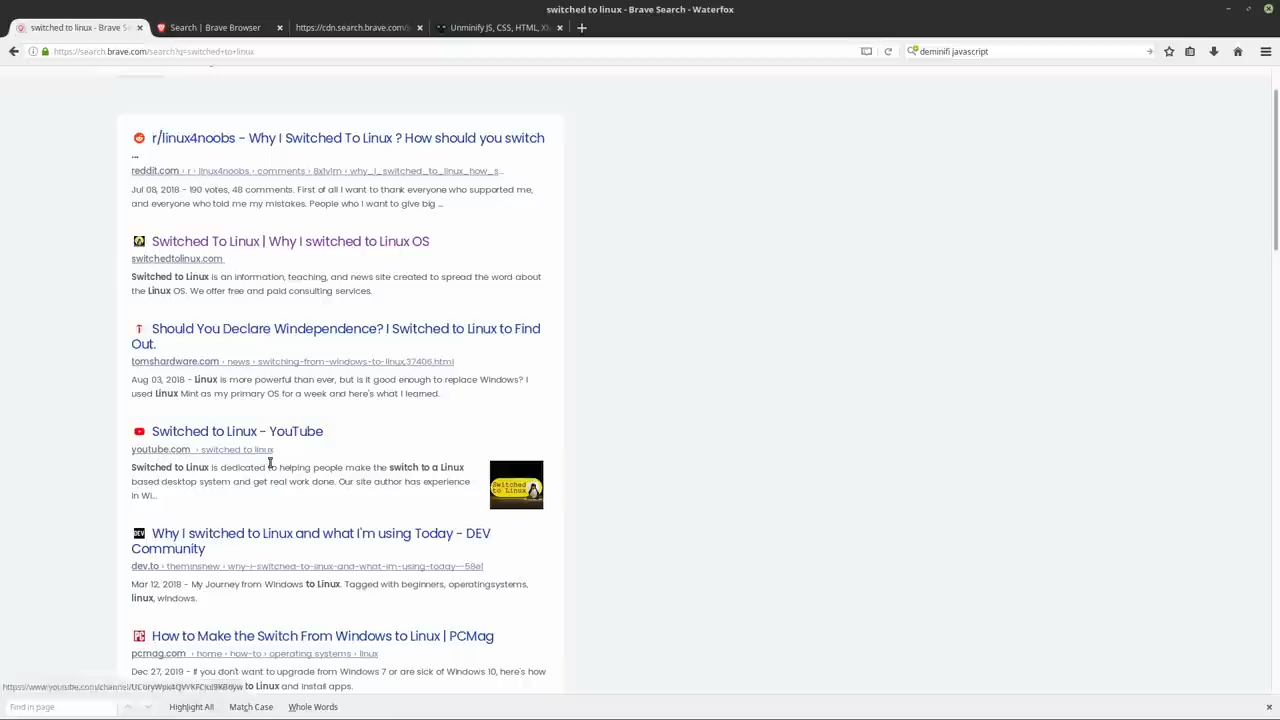 switched to linux - Brave Search - Waterfox
switched to linux - Brave Se
Search | Brave Browser
https://cdn.search.brave.com/s
Unminify JS, CSS, HTML, X
https://search.brave.com/search?q=switched+to+linux
deminifi javascript
r/linux4noobs - Why I Switched To Linux ? How should you switch
...
reddit.com › r › linux4noobs › comments › 8x1v1m › why_i_switched_to_linux_how_s...
Jul 08, 2018 - 190 votes, 48 comments. First of all I want to thank everyone who supported me,
and everyone who told me my mistakes. People who I want to give big ...
Switched To Linux | Why I switched to Linux OS
switchedtolinux.com
Switched to Linux is an information, teaching, and news site created to spread the word about
the Linux OS. We offer free and paid consulting services.
Should You Declare Windependence? I Switched to Linux to Find
Out.
tomshardware.com › news › switching-from-windows-to-linux,37406.html
Aug 03, 2018 - Linux is more powerful than ever, but is it good enough to replace Windows? I
used Linux Mint as my primary OS for a week and here's what I learned.
Switched to Linux - YouTube
youtube.com › switched to linux
Switched to Linux is dedicated to helping people make the switch to a Linux
based desktop system and get real work done. Our site author has experience
in Wi...
Switched to Linux
Why I switched to Linux and what I'm using Today - DEV
Community
dev.to › theminshew › why-i-switched-to-linux-and-what-im-using-today--58e1
Mar 12, 2018 - My Journey from Windows to Linux. Tagged with beginners, operatingsystems,
linux, windows.
How to Make the Switch From Windows to Linux | PCMag
pcmag.com › home › how-to › operating systems › linux
Dec 27, 2019 - If you don't want to upgrade from Windows 7 or are sick of Windows 10, here's how
to Linux and install apps.
Find in page
Highlight All
Match Case
Whole Words